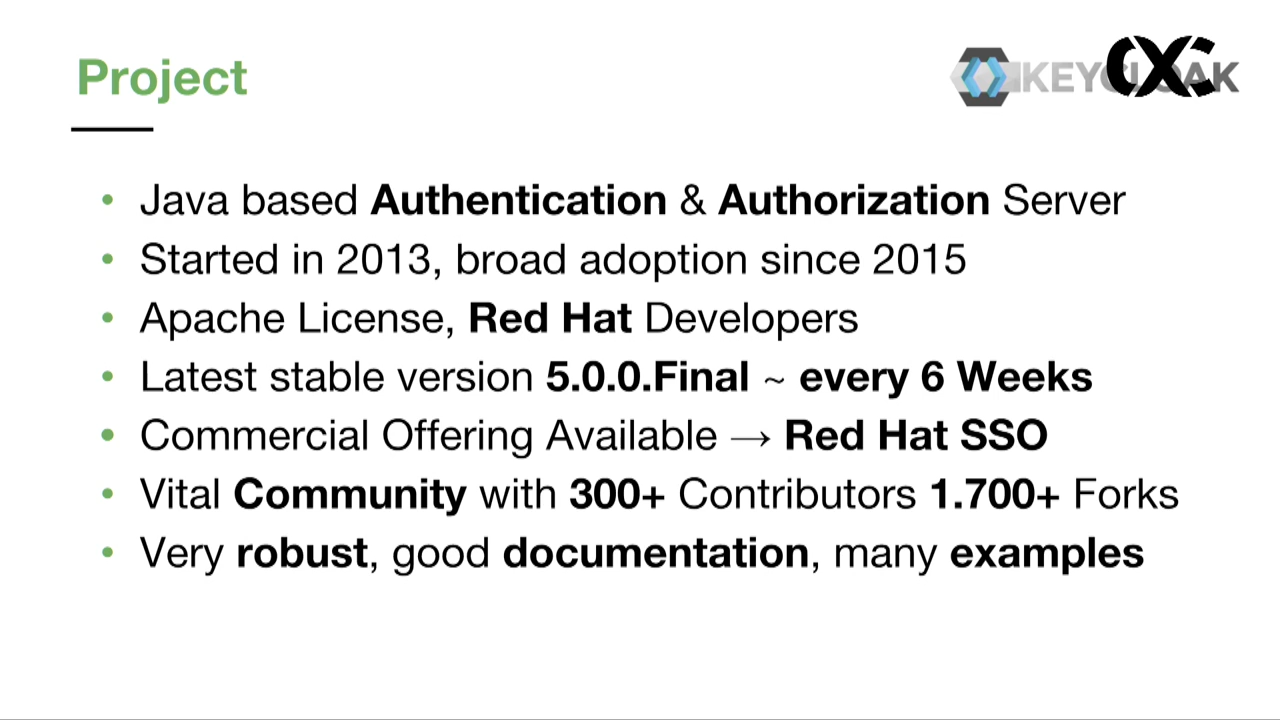 Project
KEYCLOAK
• Java based Authentication & Authorization Server
• Started in 2013, broad adoption since 2015
• Apache License, Red Hat Developers
• Latest stable version 5.0.0.Final ~ every 6 Weeks
• Commercial Offering Available → Red Hat SSO
• Vital Community with 300+ Contributors 1.700+ Forks
• Very robust, good documentation, many examples